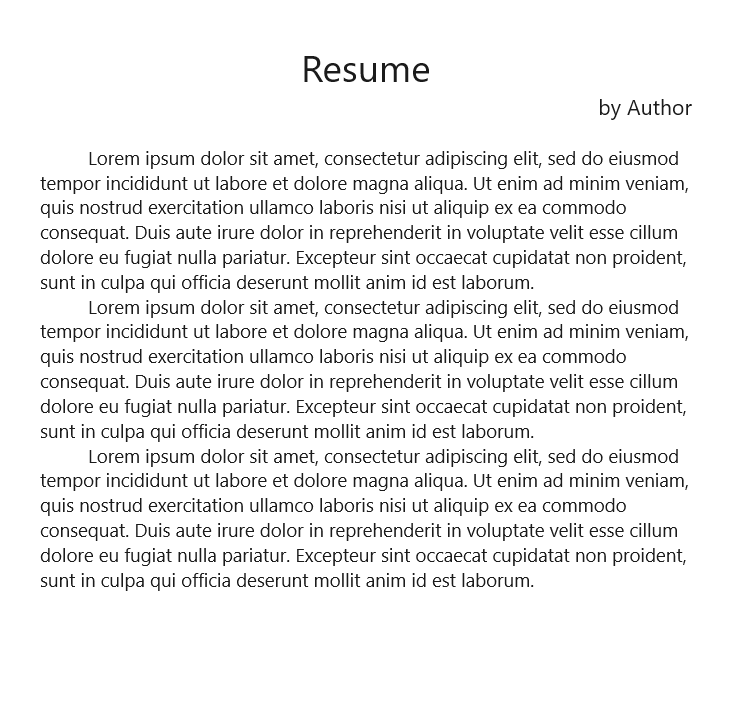 Resume
by Author
Lorem ipsum dolor sit amet, consectetur adipiscing elit, sed do eiusmod
tempor incididunt ut labore et dolore magna aliqua. Ut enim ad minim veniam,
quis nostrud exercitation ullamco laboris nisi ut aliquip ex ea commodo
consequat. Duis aute irure dolor in reprehenderit in voluptate velit esse cillum
dolore eu fugiat nulla pariatur. Excepteur sint occaecat cupidatat non proident,
sunt in culpa qui officia deserunt mollit anim id est laborum.
Lorem ipsum dolor sit amet, consectetur adipiscing elit, sed do eiusmod
tempor incididunt ut labore et dolore magna aliqua. Ut enim ad minim veniam,
quis nostrud exercitation ullamco laboris nisi ut aliquip ex ea commodo
consequat. Duis aute irure dolor in reprehenderit in voluptate velit esse cillum
dolore eu fugiat nulla pariatur. Excepteur sint occaecat cupidatat non proident,
sunt in culpa qui officia deserunt mollit anim id est laborum.
Lorem ipsum dolor sit amet, consectetur adipiscing elit, sed do eiusmod
tempor incididunt ut labore et dolore magna aliqua. Ut enim ad minim veniam,
quis nostrud exercitation ullamco laboris nisi ut aliquip ex ea commodo
consequat. Duis aute irure dolor in reprehenderit in voluptate velit esse cillum
dolore eu fugiat nulla pariatur. Excepteur sint occaecat cupidatat non proident,
sunt in culpa qui officia deserunt mollit anim id est laborum.